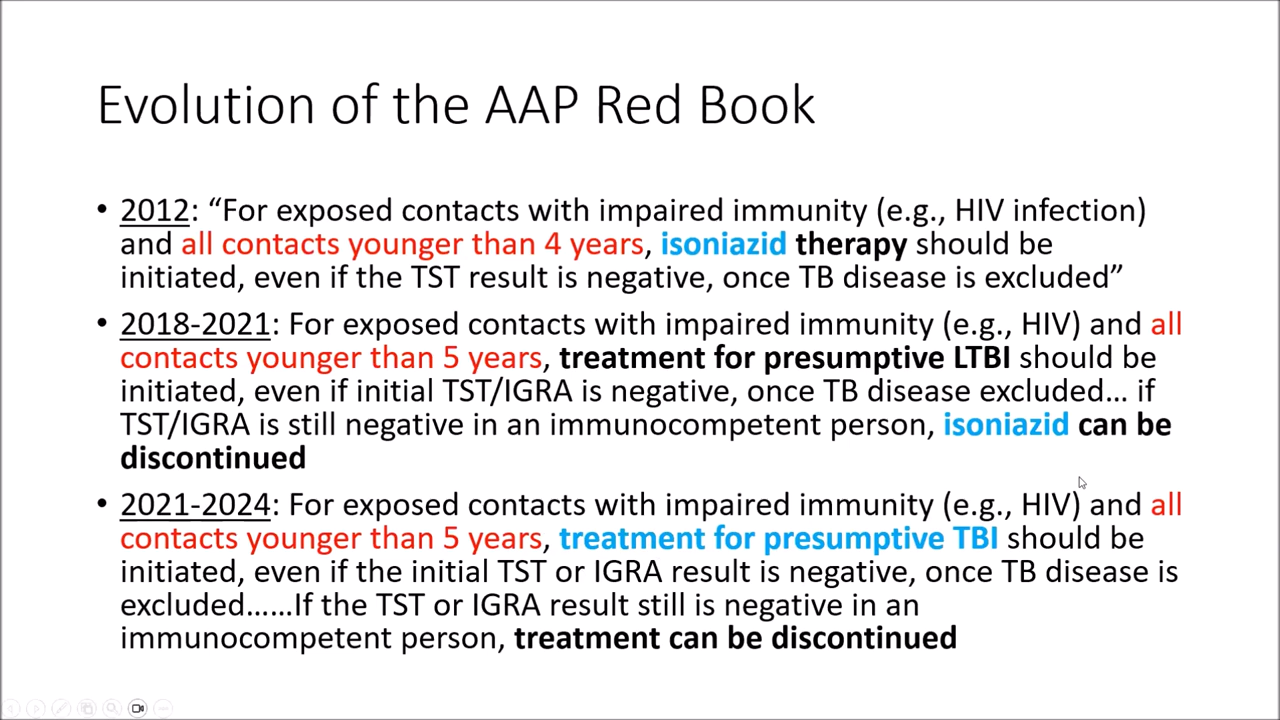 Evolution of the AAP Red Book
• 2012: “For exposed contacts with impaired immunity (e.g., HIV infection)
and all contacts younger than 4 years, isoniazid therapy should be
initiated, even if the TST result is negative, once TB disease is excluded”
• 2018-2021: For exposed contacts with impaired immunity (e.g., HIV) and all
contacts younger than 5 years, treatment for presumptive LTBI should be
initiated, even if initial TST/IGRA is negative, once TB disease excluded… if
TST/IGRA is still negative in an immunocompetent person, isoniazid can be
discontinued
• 2021-2024: For exposed contacts with impaired immunity (e.g., HIV) and all
contacts younger than 5 years, treatment for presumptive TBI should be
initiated, even if the initial TST or IGRA result is negative, once TB disease is
excluded……If the TST or IGRA result still is negative in an
immunocompetent person, treatment can be discontinued